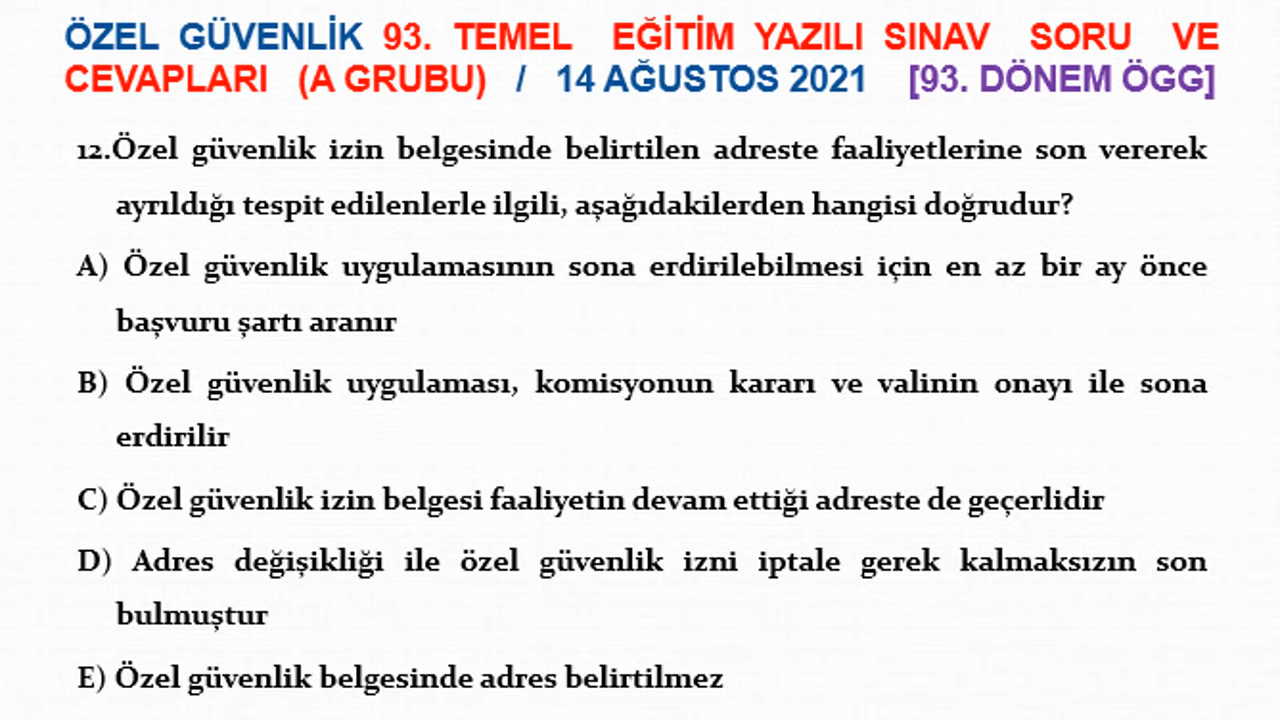 ÖZEL GÜVENLİK 93. TEMEL EĞİTİM YAZILI SINAV SORU VE
CEVAPLARI (A GRUBU) / 14 AĞUSTOS 2021 [93. DÖNEM ÖGG]
12.Özel güvenlik izin belgesinde belirtilen adreste faaliyetlerine son vererek
ayrıldığı tespit edilenlerle ilgili, aşağıdakilerden hangisi doğrudur?
A) Özel güvenlik uygulamasının sona erdirilebilmesi için en az bir ay önce
başvuru şartı aranır
B) Özel güvenlik uygulaması, komisyonun kararı ve valinin onayı ile sona
erdirilir
C) Özel güvenlik izin belgesi faaliyetin devam ettiği adreste de geçerlidir
D) Adres değişikliği ile özel güvenlik izni iptale gerek kalmaksızın son
bulmuştur
E) Özel güvenlik belgesinde adres belirtilmez